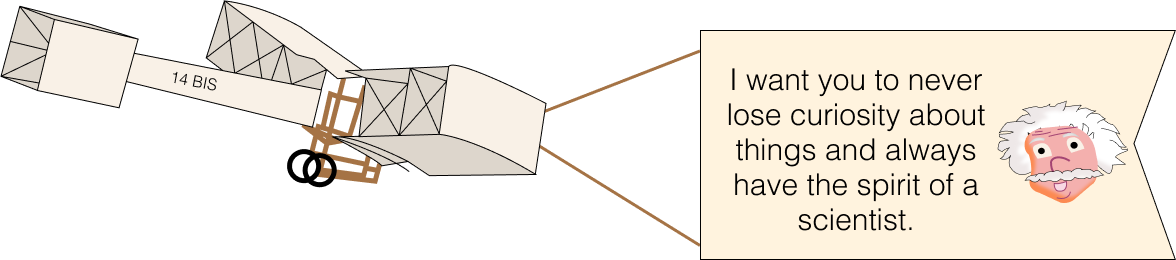 14 BIS
I want you to never
lose curiosity about
things and always
have the spirit of a
scientist.